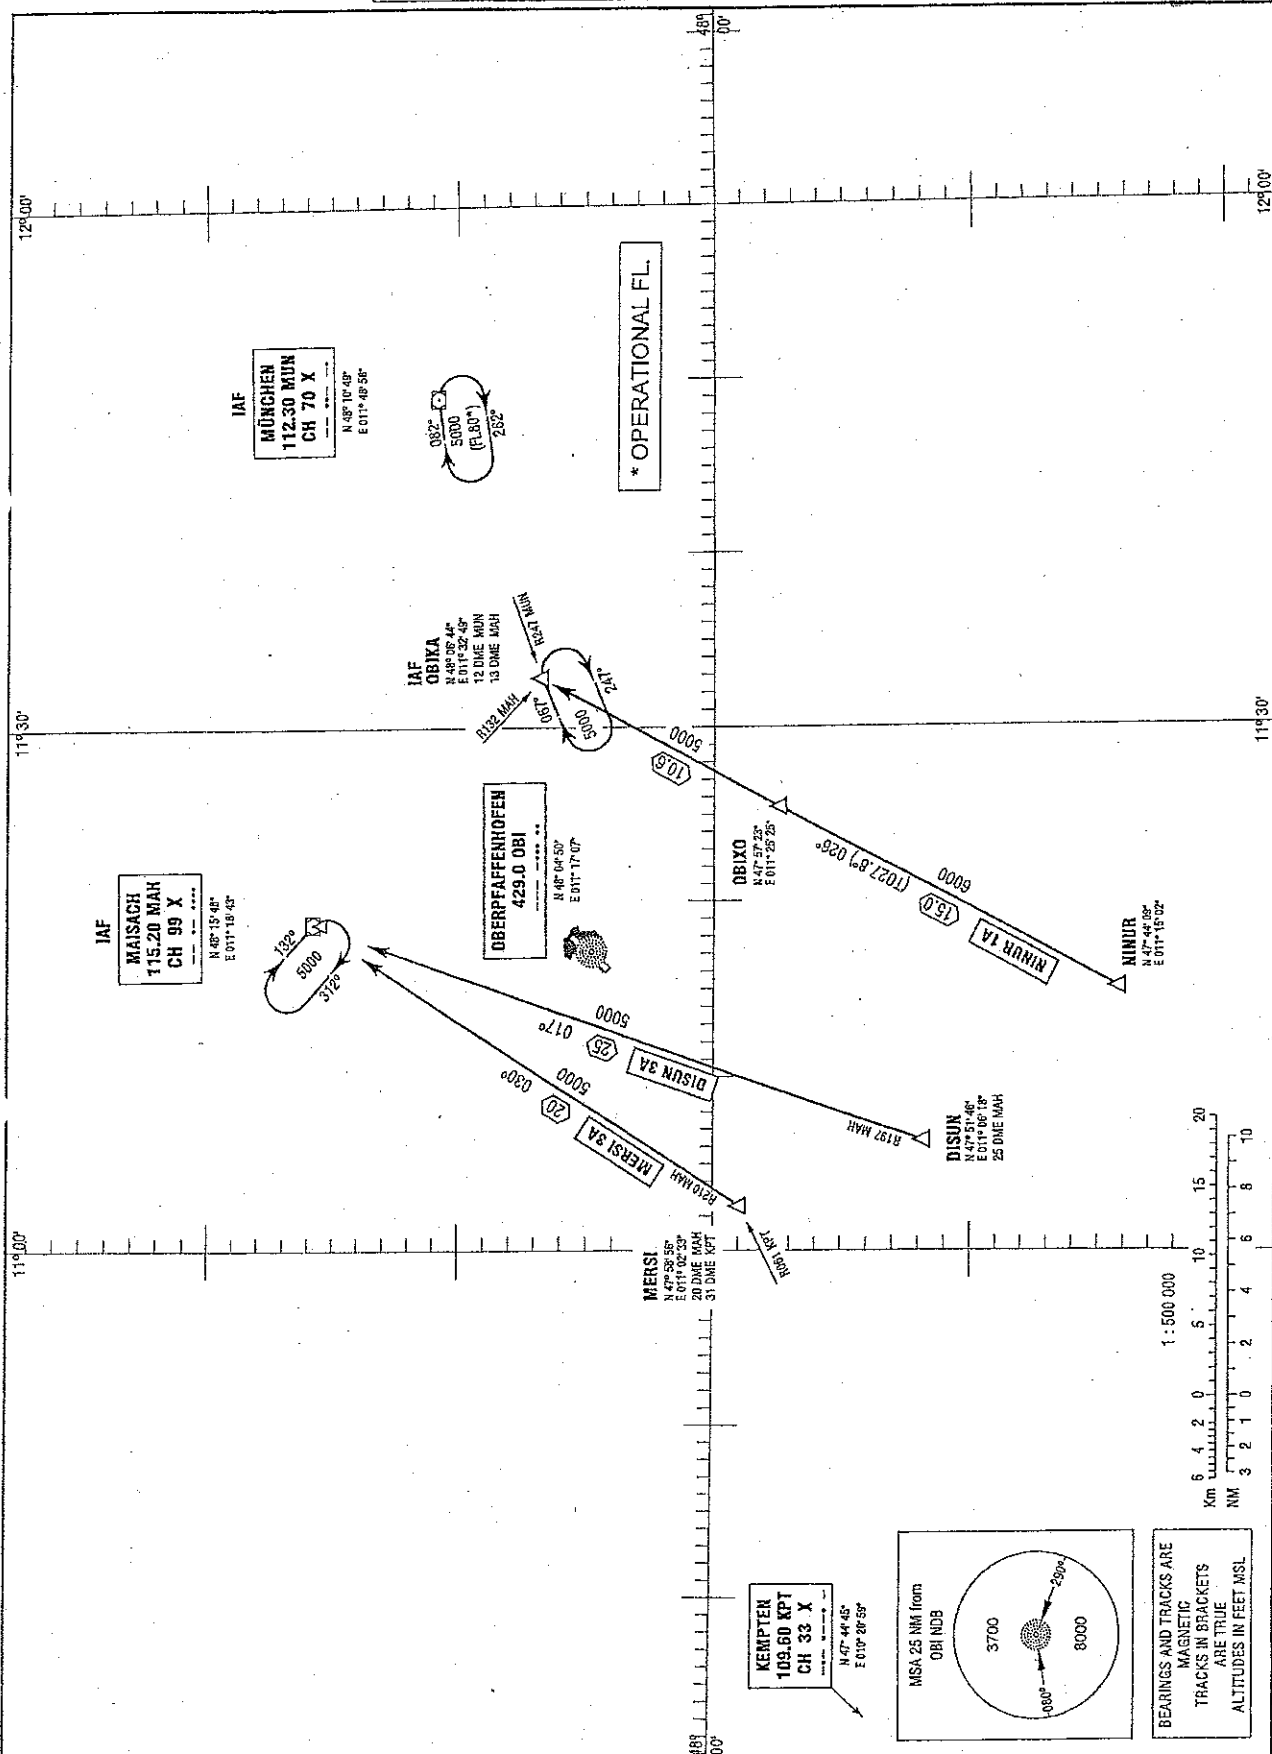 IAF
MAISACH
115.20 MAH
CH 99 X
N 48° 15' 48"
E 011° 18' 43"
132°
5000
312°
IAF
MÜNCHEN
112.30 MUN
CH 70 X
N 48° 10' 49"
E 011° 48' 58"
082°
5000
(FL80*)
262°
IAF
OBIKA
N 48° 06' 44"
E 011° 32' 49"
12 DME MUN
13 DME MAH
R132 MAH
R247 MUN
067°
5000
247°
OBERPFAFFENHOFEN
429.0 OBI
N 48° 04' 50"
E 011° 17' 07"
* OPERATIONAL FL.
MERSI 3A
20
030°
5000
R210 MAH
MERSI
N 47° 58' 56"
E 011° 02' 33"
20 DME MAH
31 DME KPT
R061 KPT
DISUN 3A
25
017°
5000
R197 MAH
DISUN
N 47° 51' 46"
E 011° 06' 18"
25 DME MAH
OBIXO
N 47° 57' 23"
E 011° 25' 25"
10.6
5000
NINUR 1A
15.0
(T027.8°) 026°
6000
NINUR
N 47° 44' 09"
E 011° 15' 02"
KEMPTEN
109.60 KPT
CH 33 X
N 47° 44' 45"
E 010° 20' 59"
MSA 25 NM from
OBI NDB
3700
080°
290°
8000
BEARINGS AND TRACKS ARE
MAGNETIC
TRACKS IN BRACKETS
ARE TRUE
ALTITUDES IN FEET MSL
1 : 500 000
Km 6 4 2 0 5 10 15 20
NM 3 2 1 0 2 4 6 8 10
11°00'
11°30'
12°00'
11°30'
12°00'
48°
00'
48°
00'